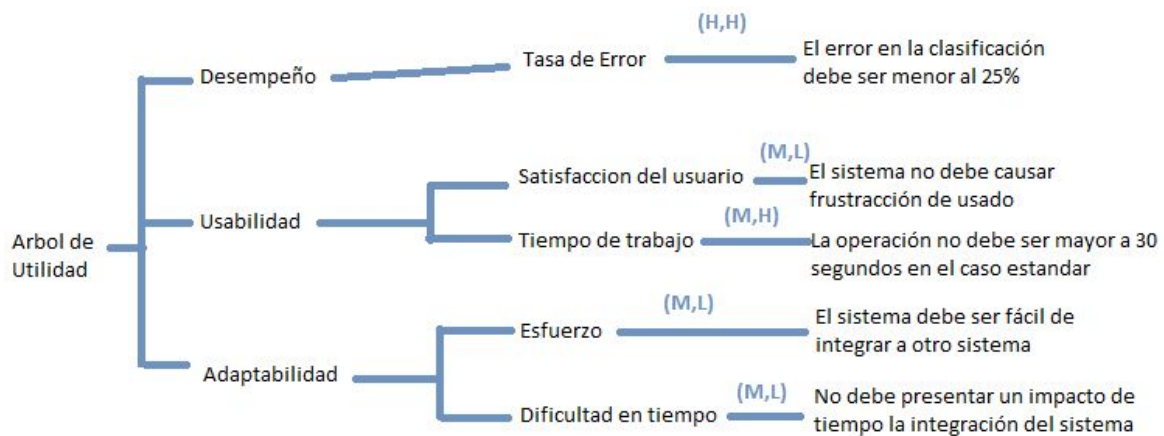 (H,H)
Desempeño
Tasa de Error
El error en la clasificación
debe ser menor al 25%
(M,L)
Satisfaccion del usuario
El sistema no debe causar
frustracción de usado
Usabilidad
(M,H)
Tiempo de trabajo
La operación no debe ser mayor a 30
segundos en el caso estandar
Arbol de
Utilidad
(M,L)
Esfuerzo
El sistema debe ser fácil de
integrar a otro sistema
Adaptabilidad
(M,L)
Dificultad en tiempo
No debe presentar un impacto de
tiempo la integración del sistema